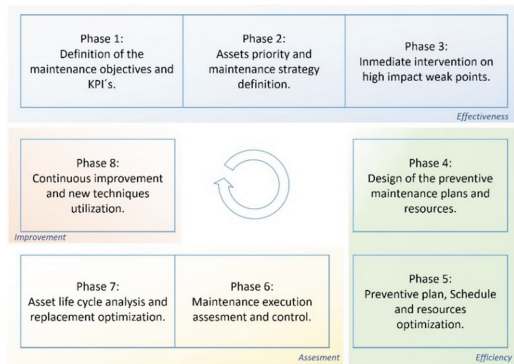 Phase 1:
Definition of the
maintenance objectives and
KPI´s.
Phase 2:
Assets priority and
maintenance strategy
definition.
Phase 3:
Inmediate intervention on
high impact weak points.
Effectiveness
Phase 8:
Continuous improvement
and new techniques
utilization.
Improvement
Phase 4:
Design of the preventive
maintenance plans and
resources.
Phase 7:
Asset life cycle analysis and
replacement optimization.
Phase 6:
Maintenance execution
assesment and control.
Assesment
Phase 5:
Preventive plan, Schedule
and resources
optimization.
Efficiency